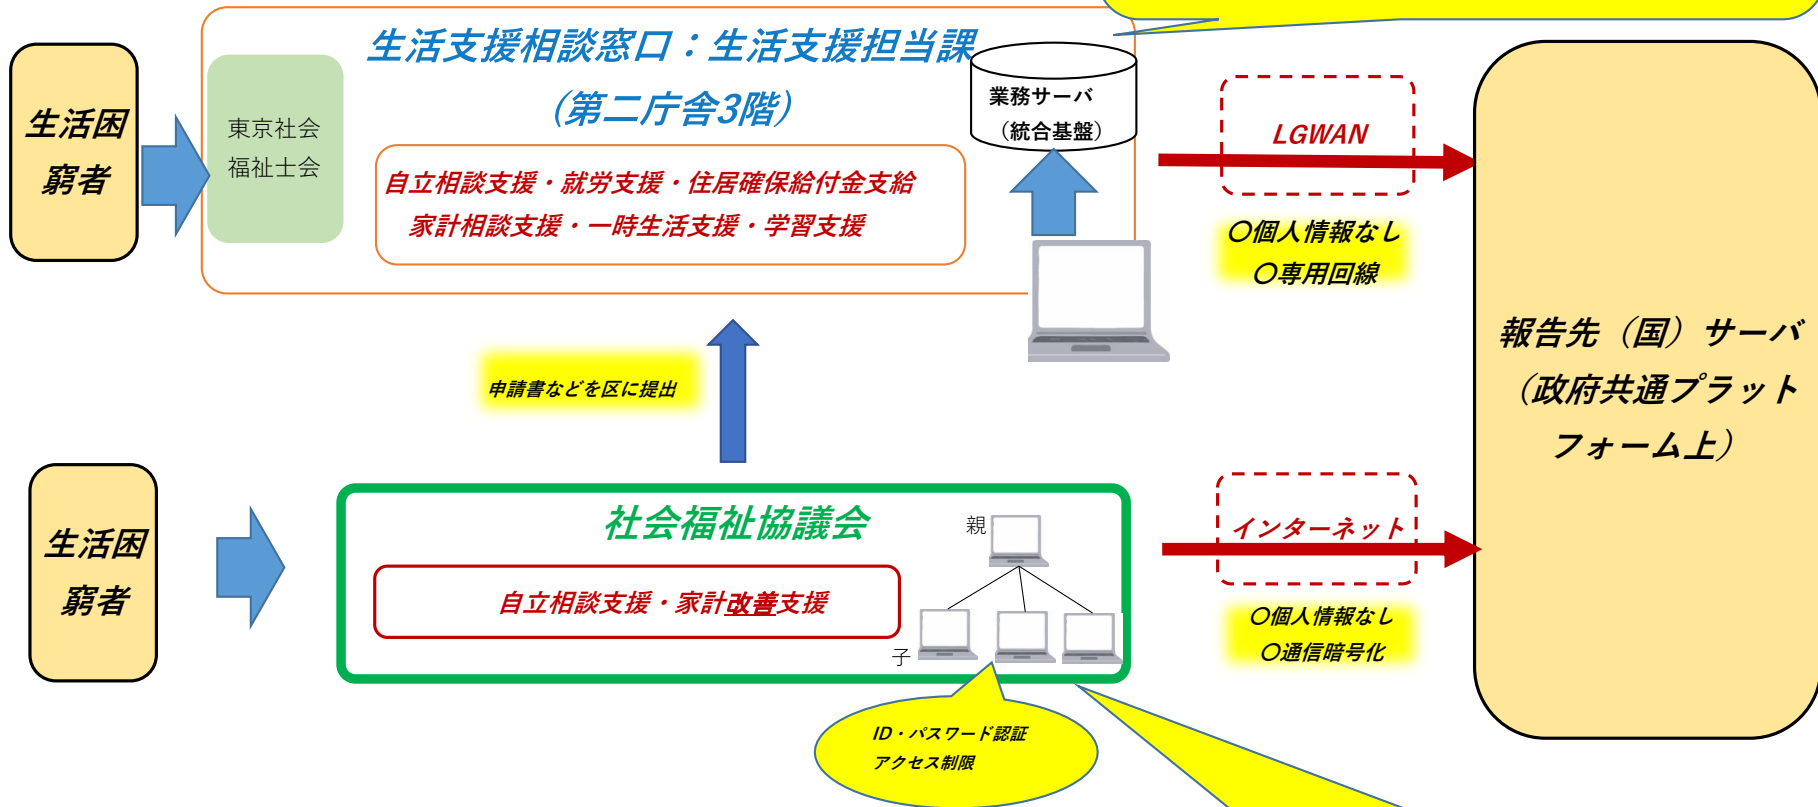 生活困
窮者
東京社会
福祉士会
生活支援相談窓口：生活支援担当課
（第二庁舎3階）
自立相談支援・就労支援・住居確保給付金支給
家計相談支援・一時生活支援・学習支援
業務サーバ
（統合基盤）
LGWAN
〇個人情報なし
〇専用回線
報告先（国）サーバ
（政府共通プラット
フォーム上）
申請書などを区に提出
生活困
窮者
社会福祉協議会
自立相談支援・家計改善支援
親
子
インターネット
〇個人情報なし
〇通信暗号化
ID・パスワード認証
アクセス制限